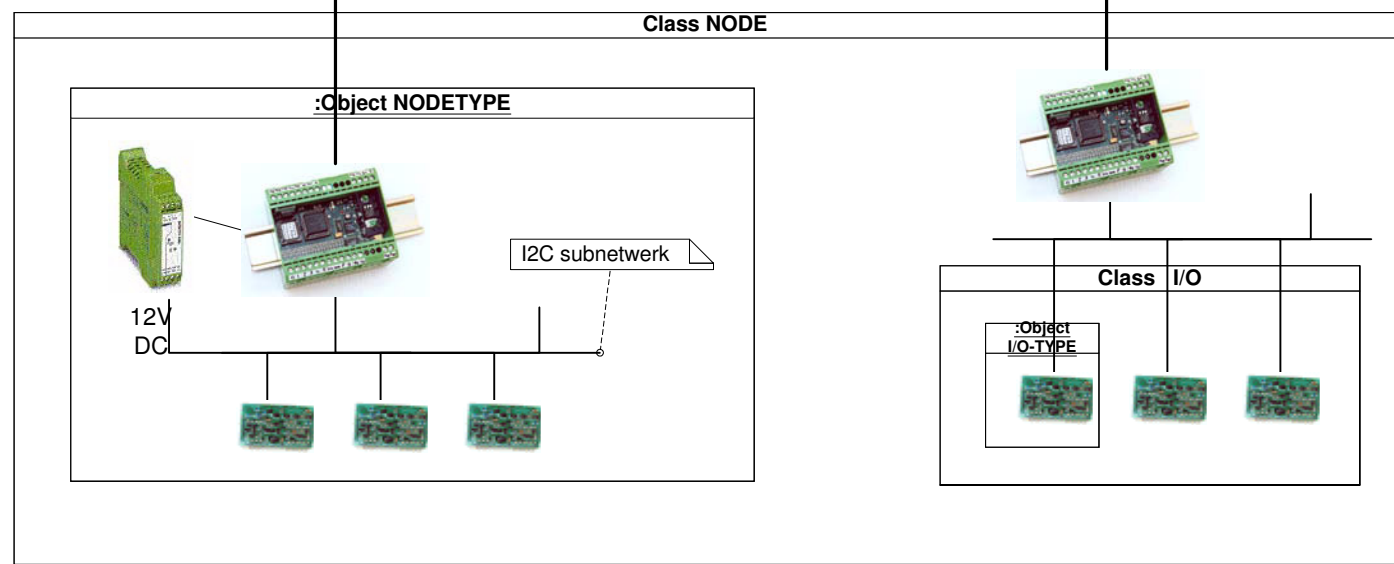 Class NODE
:Object NODETYPE
I2C subnetwerk
12V
DC
Class I/O
:Object
I/O-TYPE